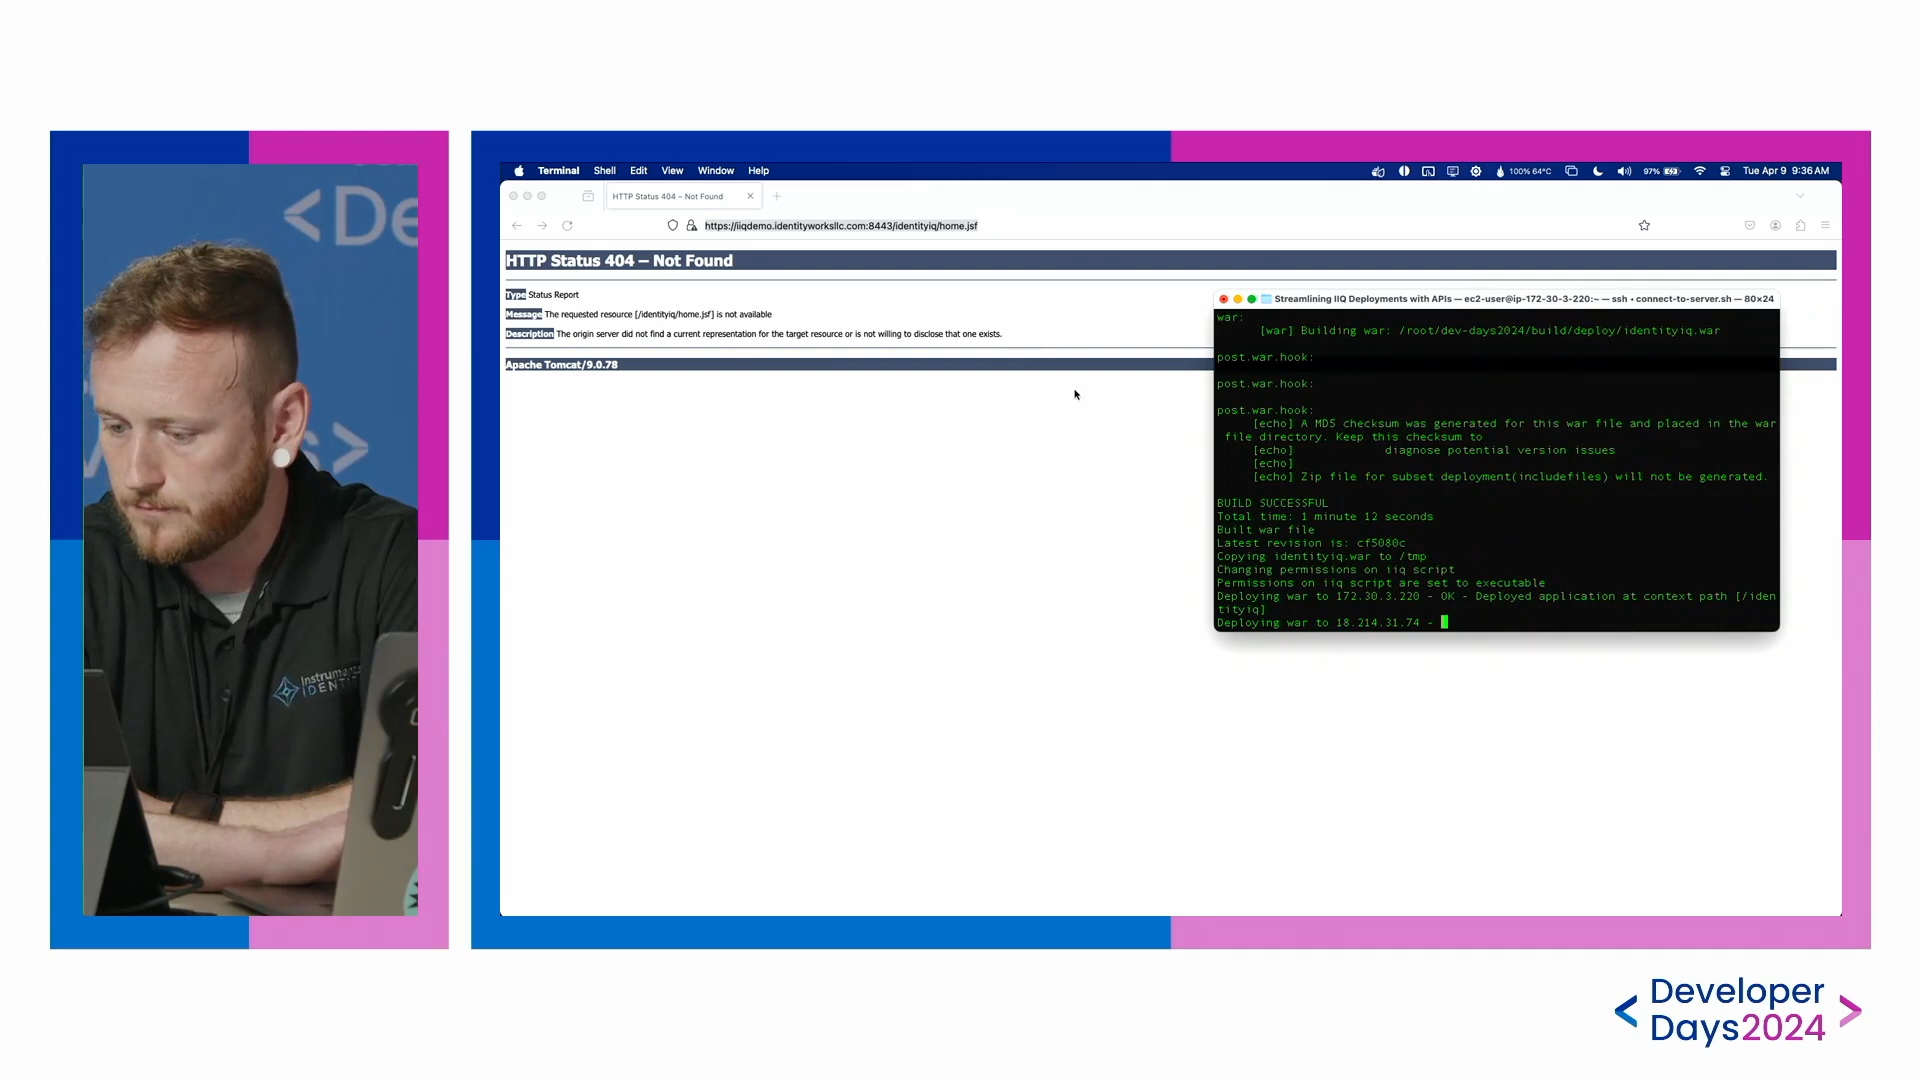 <De
s>
Instrumental
IDENTITY
Terminal Shell Edit View Window Help
100% 64°C 97% Tue Apr 9 9:36 AM
HTTP Status 404 – Not Found
https://iiqdemo.identityworksllc.com:8443/identityiq/home.jsf
HTTP Status 404 – Not Found
Type Status Report
Message The requested resource [/identityiq/home.jsf] is not available
Description The origin server did not find a current representation for the target resource or is not willing to disclose that one exists.
Apache Tomcat/9.0.78
Streamlining IIQ Deployments with APIs — ec2-user@ip-172-30-3-220:~ — ssh • connect-to-server.sh — 80×24
war:
[war] Building war: /root/dev-days2024/build/deploy/identityiq.war
post.war.hook:
post.war.hook:
post.war.hook:
[echo] A MD5 checksum was generated for this war file and placed in the war
file directory. Keep this checksum to
[echo] diagnose potential version issues
[echo]
[echo] Zip file for subset deployment(includefiles) will not be generated.
BUILD SUCCESSFUL
Total time: 1 minute 12 seconds
Built war file
Latest revision is: cf5080c
Copying identityiq.war to /tmp
Changing permissions on iiq script
Permissions on iiq script are set to executable
Deploying war to 172.30.3.220 - OK - Deployed application at context path [/iden
tityiq]
Deploying war to 18.214.31.74 -
< Developer
Days2024 >